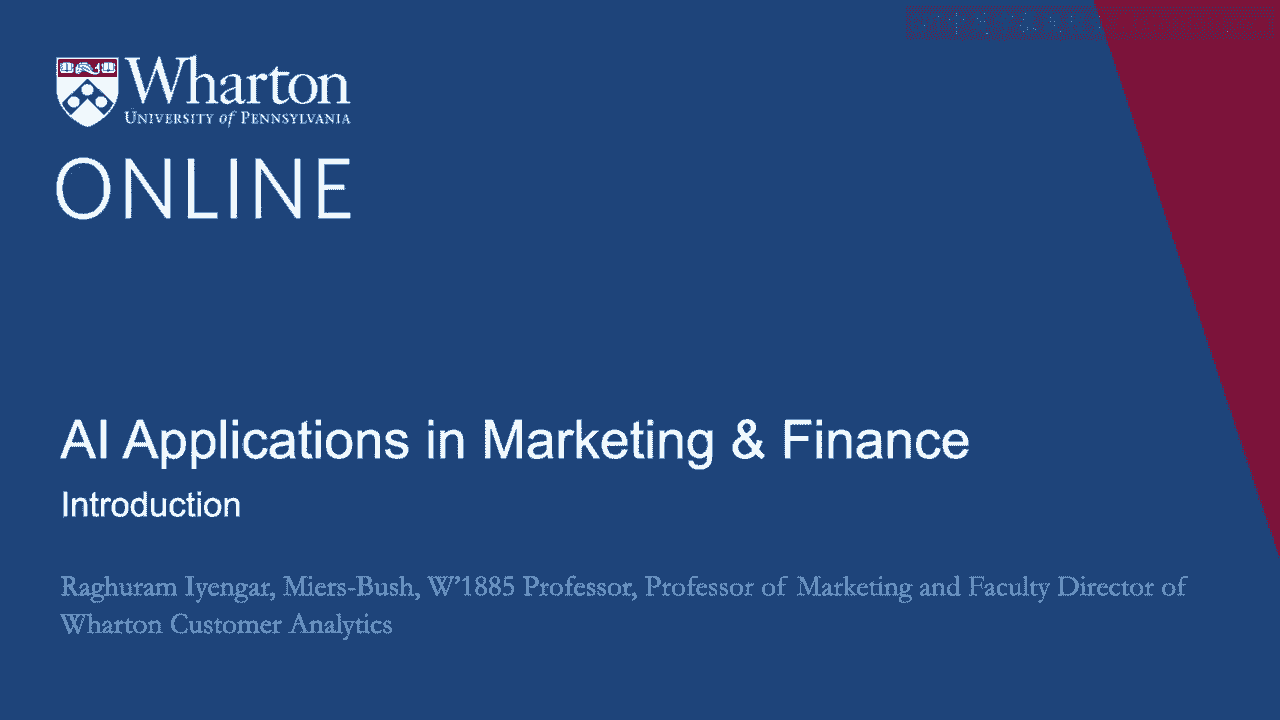 Wharton
UNIVERSITY of PENNSYLVANIA
ONLINE
AI Applications in Marketing & Finance
Introduction
Raghuram Iyengar, Miers-Bush, W’1885 Professor, Professor of Marketing and Faculty Director of
Wharton Customer Analytics